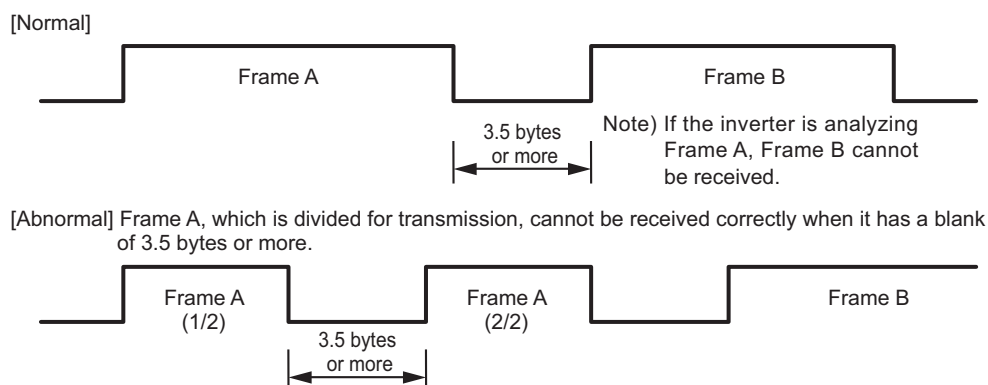 [Normal]
Frame A
Frame B
3.5 bytes
or more
Note) If the inverter is analyzing
Frame A, Frame B cannot
be received.
[Abnormal] Frame A, which is divided for transmission, cannot be received correctly when it has a blank
of 3.5 bytes or more.
Frame A
(1/2)
Frame A
(2/2)
Frame B
3.5 bytes
or more